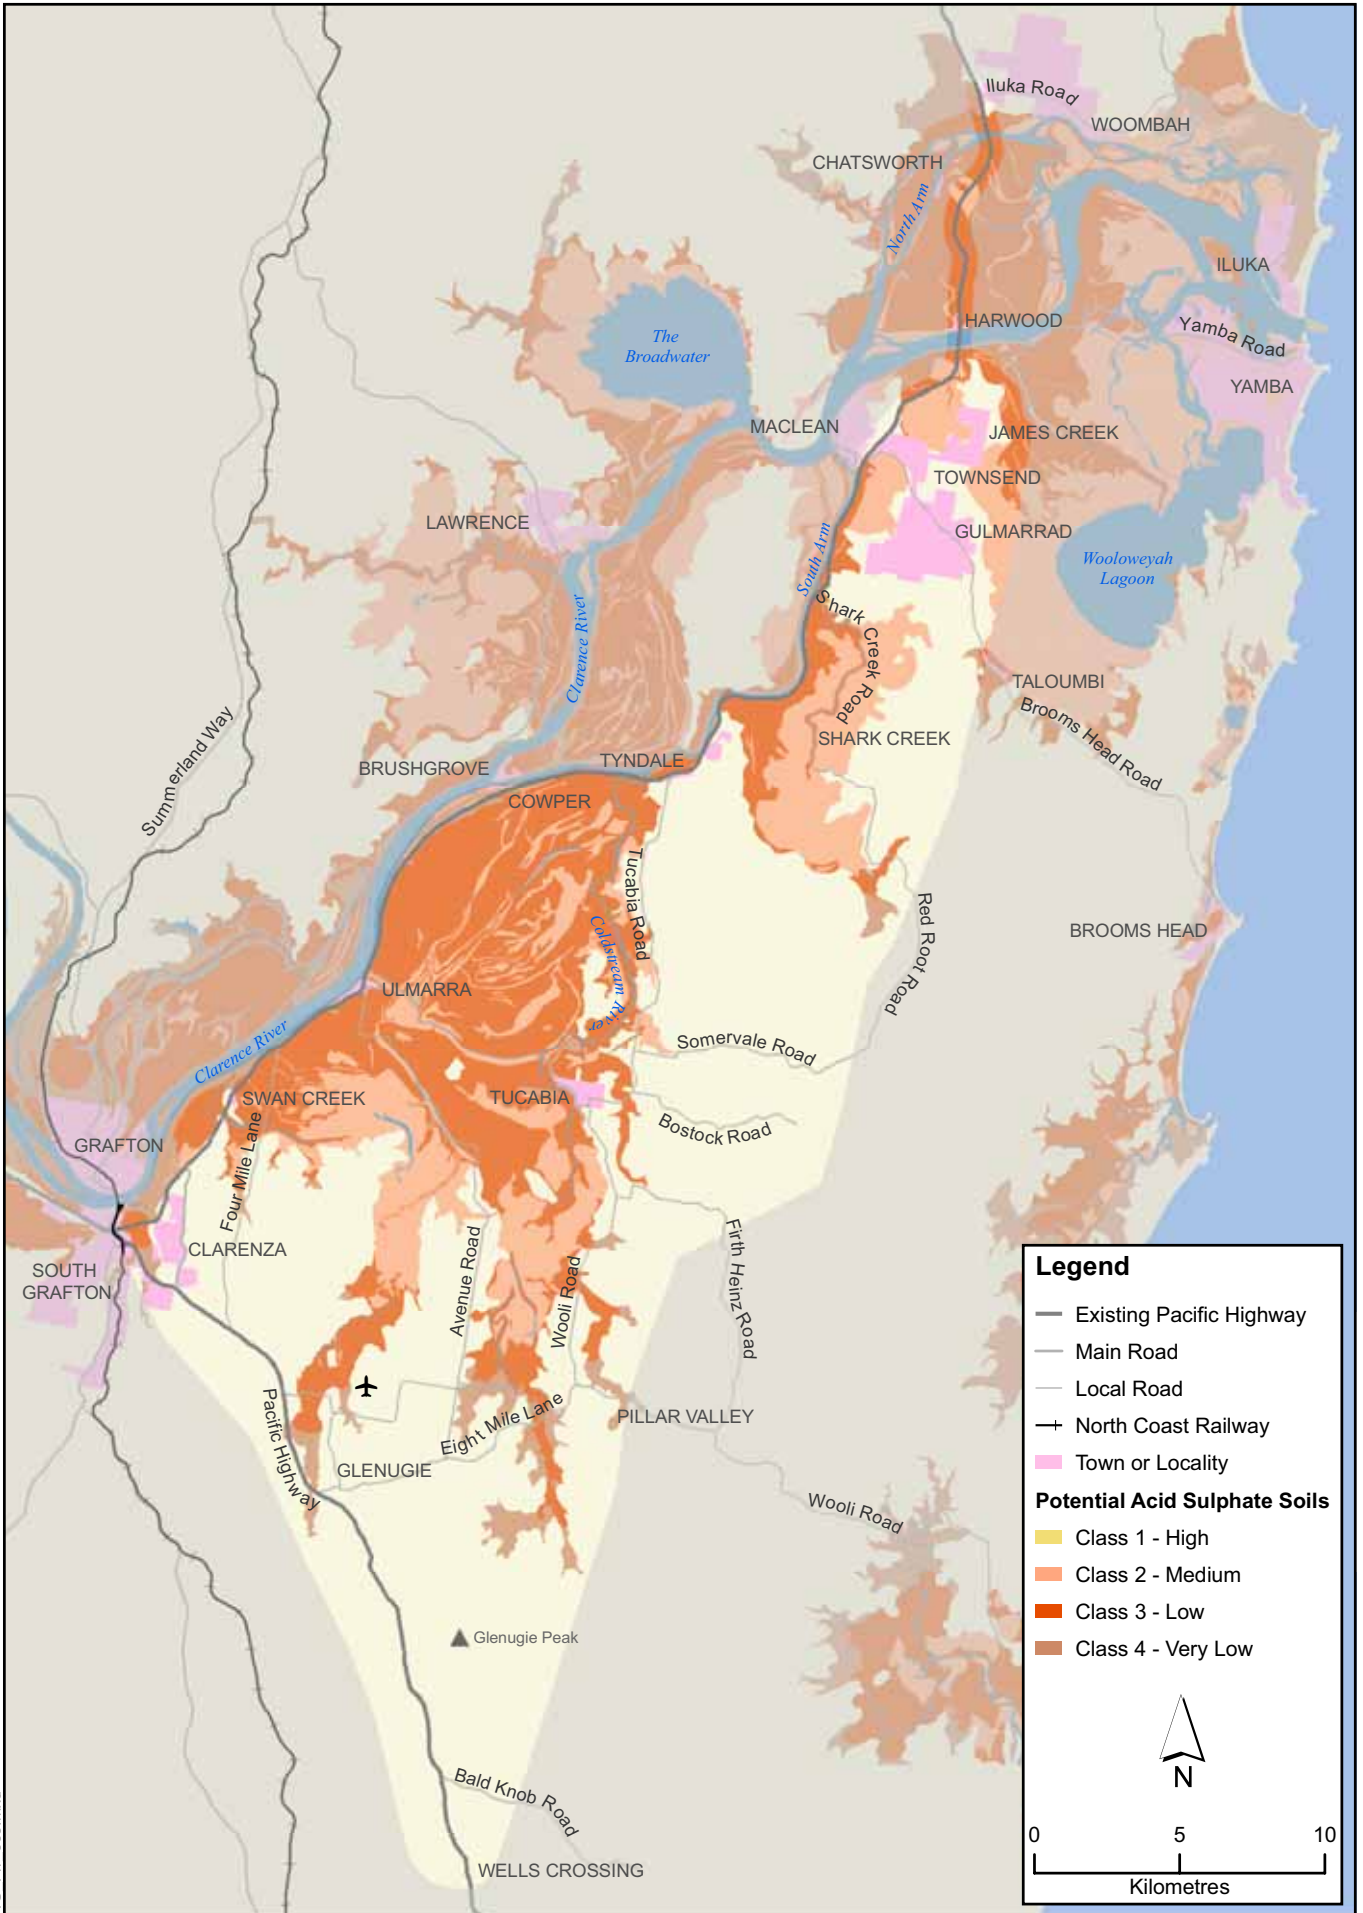 Iluka Road
WOOMBAH
CHATSWORTH
North Arm
ILUKA
HARWOOD
Yamba Road
The
Broadwater
YAMBA
MACLEAN
JAMES CREEK
TOWNSEND
LAWRENCE
GULMARRAD
South Arm
Wooloweyah
Lagoon
Clarence River
Shark Creek Road
TALOUMBI
Brooms Head Road
Summerland Way
SHARK CREEK
BRUSHGROVE
TYNDALE
COWPER
Tucabia Road
Red Root Road
BROOMS HEAD
Coldstream River
ULMARRA
Clarence River
Somervale Road
SWAN CREEK
TUCABIA
Bostock Road
GRAFTON
Four Mile Lane
CLARENZA
Avenue Road
Wooli Road
Firth Heinz Road
SOUTH
GRAFTON
Pacific Highway
Eight Mile Lane
PILLAR VALLEY
GLENUGIE
Wooli Road
Glenugie Peak
Bald Knob Road
WELLS CROSSING
Legend
Existing Pacific Highway
Main Road
Local Road
North Coast Railway
Town or Locality
Potential Acid Sulphate Soils
Class 1 - High
Class 2 - Medium
Class 3 - Low
Class 4 - Very Low
N
0 5 10
Kilometres